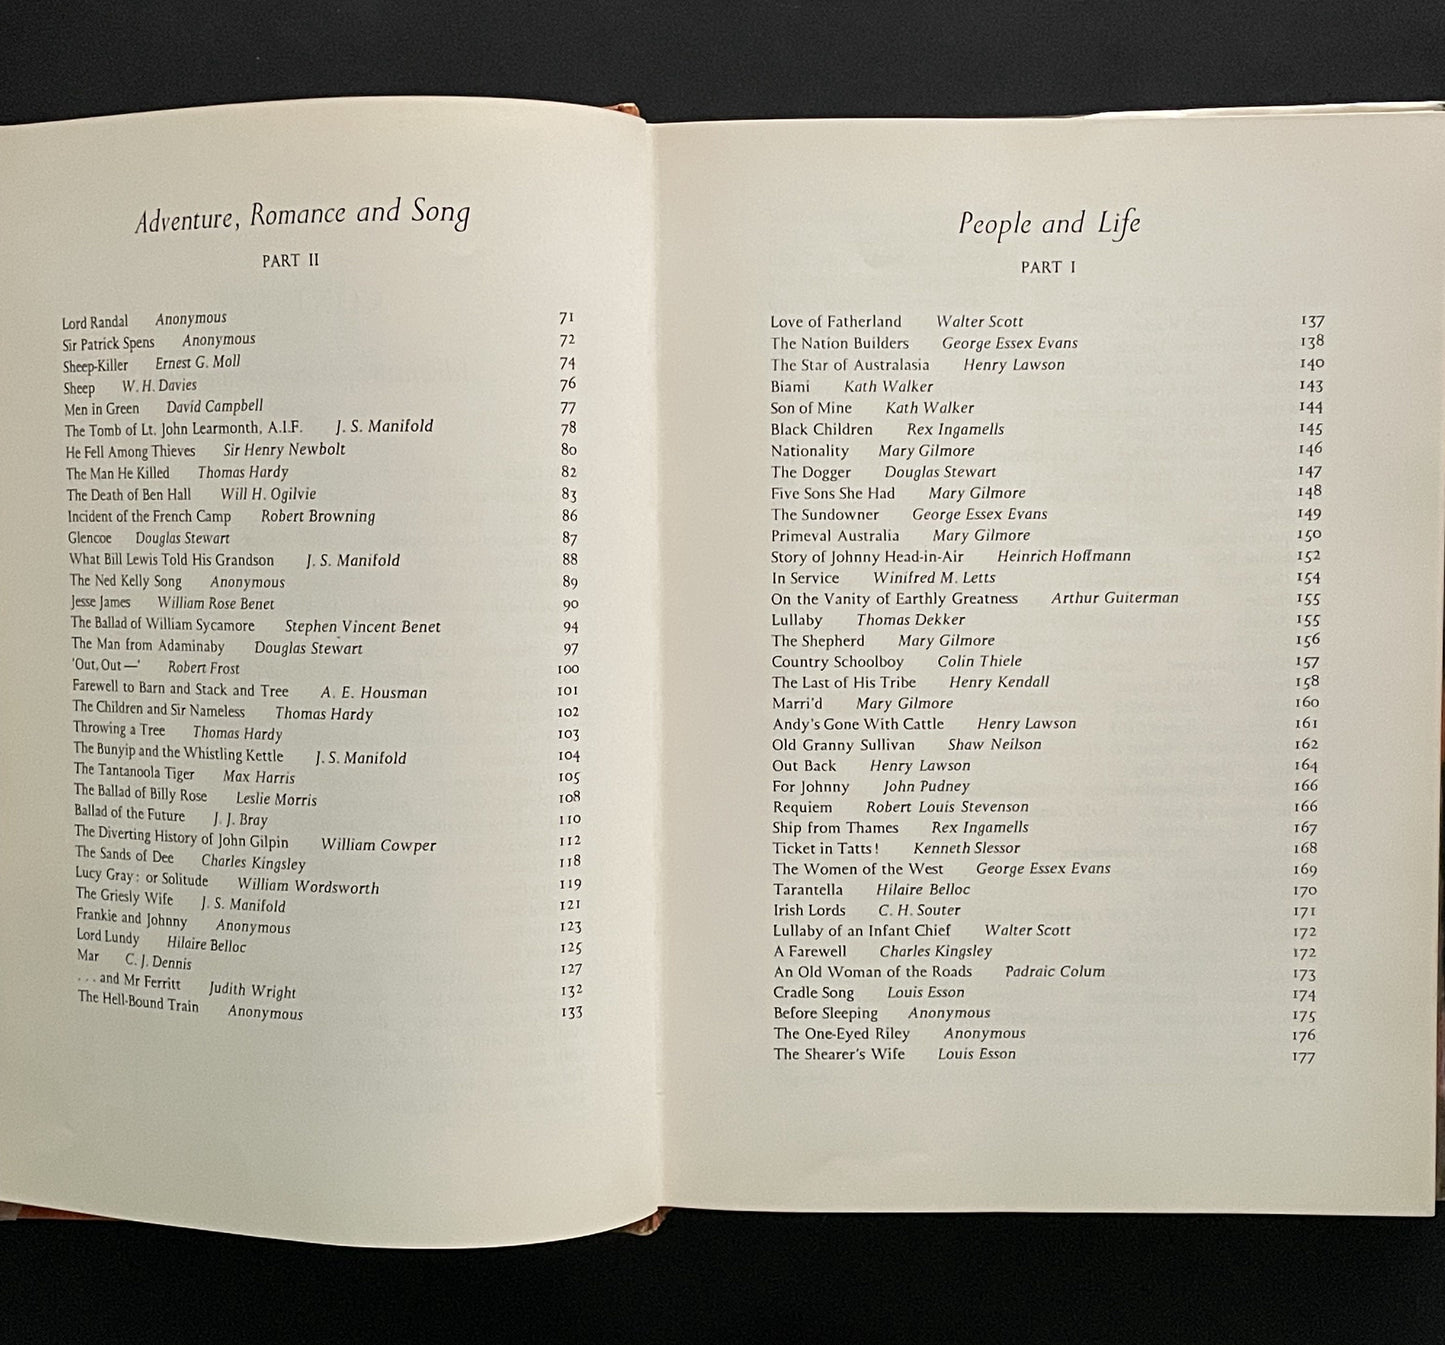 Adventure, Romance and Song
PART II
Lord Randal Anonymous 71
Sir Patrick Spens Anonymous 72
Sheep-Killer Ernest G. Moll 74
Sheep W. H. Davies 76
Men in Green David Campbell 77
The Tomb of Lt. John Learmonth, A.I.F. J. S. Manifold 78
He Fell Among Thieves Sir Henry Newbolt 80
The Man He Killed Thomas Hardy 82
The Death of Ben Hall Will H. Ogilvie 83
Incident of the French Camp Robert Browning 86
Glencoe Douglas Stewart 87
What Bill Lewis Told His Grandson J. S. Manifold 88
The Ned Kelly Song Anonymous 89
Jesse James William Rose Benet 90
The Ballad of William Sycamore Stephen Vincent Benet 94
The Man from Adaminaby Douglas Stewart 97
'Out, Out—' Robert Frost 100
Farewell to Barn and Stack and Tree A. E. Housman 101
The Children and Sir Nameless Thomas Hardy 102
Throwing a Tree Thomas Hardy 103
The Bunyip and the Whistling Kettle J. S. Manifold 104
The Tantanoola Tiger Max Harris 105
The Ballad of Billy Rose Leslie Morris 108
Ballad of the Future J. J. Bray 110
The Diverting History of John Gilpin William Cowper 112
The Sands of Dee Charles Kingsley 118
Lucy Gray: or Solitude William Wordsworth 119
The Griesly Wife J. S. Manifold 121
Frankie and Johnny Anonymous 123
Lord Lundy Hilaire Belloc 125
Mar C. J. Dennis 127
. . . and Mr Ferritt Judith Wright 132
The Hell-Bound Train Anonymous 133
People and Life
PART I
Love of Fatherland Walter Scott 137
The Nation Builders George Essex Evans 138
The Star of Australasia Henry Lawson 140
Biami Kath Walker 143
Son of Mine Kath Walker 144
Black Children Rex Ingamells 145
Nationality Mary Gilmore 146
The Dogger Douglas Stewart 147
Five Sons She Had Mary Gilmore 148
The Sundowner George Essex Evans 149
Primeval Australia Mary Gilmore 150
Story of Johnny Head-in-Air Heinrich Hoffmann 152
In Service Winifred M. Letts 154
On the Vanity of Earthly Greatness Arthur Guiterman 155
Lullaby Thomas Dekker 155
The Shepherd Mary Gilmore 156
Country Schoolboy Colin Thiele 157
The Last of His Tribe Henry Kendall 158
Marri'd Mary Gilmore 160
Andy's Gone With Cattle Henry Lawson 161
Old Granny Sullivan Shaw Neilson 162
Out Back Henry Lawson 164
For Johnny John Pudney 166
Requiem Robert Louis Stevenson 166
Ship from Thames Rex Ingamells 167
Ticket in Tatts! Kenneth Slessor 168
The Women of the West George Essex Evans 169
Tarantella Hilaire Belloc 170
Irish Lords C. H. Souter 171
Lullaby of an Infant Chief Walter Scott 172
A Farewell Charles Kingsley 172
An Old Woman of the Roads Padraic Colum 173
Cradle Song Louis Esson 174
Before Sleeping Anonymous 175
The One-Eyed Riley Anonymous 176
The Shearer's Wife Louis Esson 177